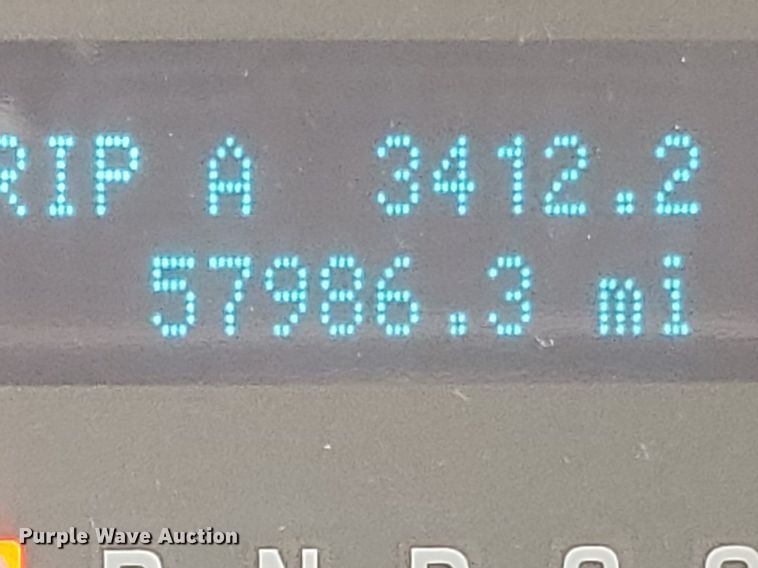 RIP A 3412.2
57986.3 mi
Purple Wave Auction
R N D